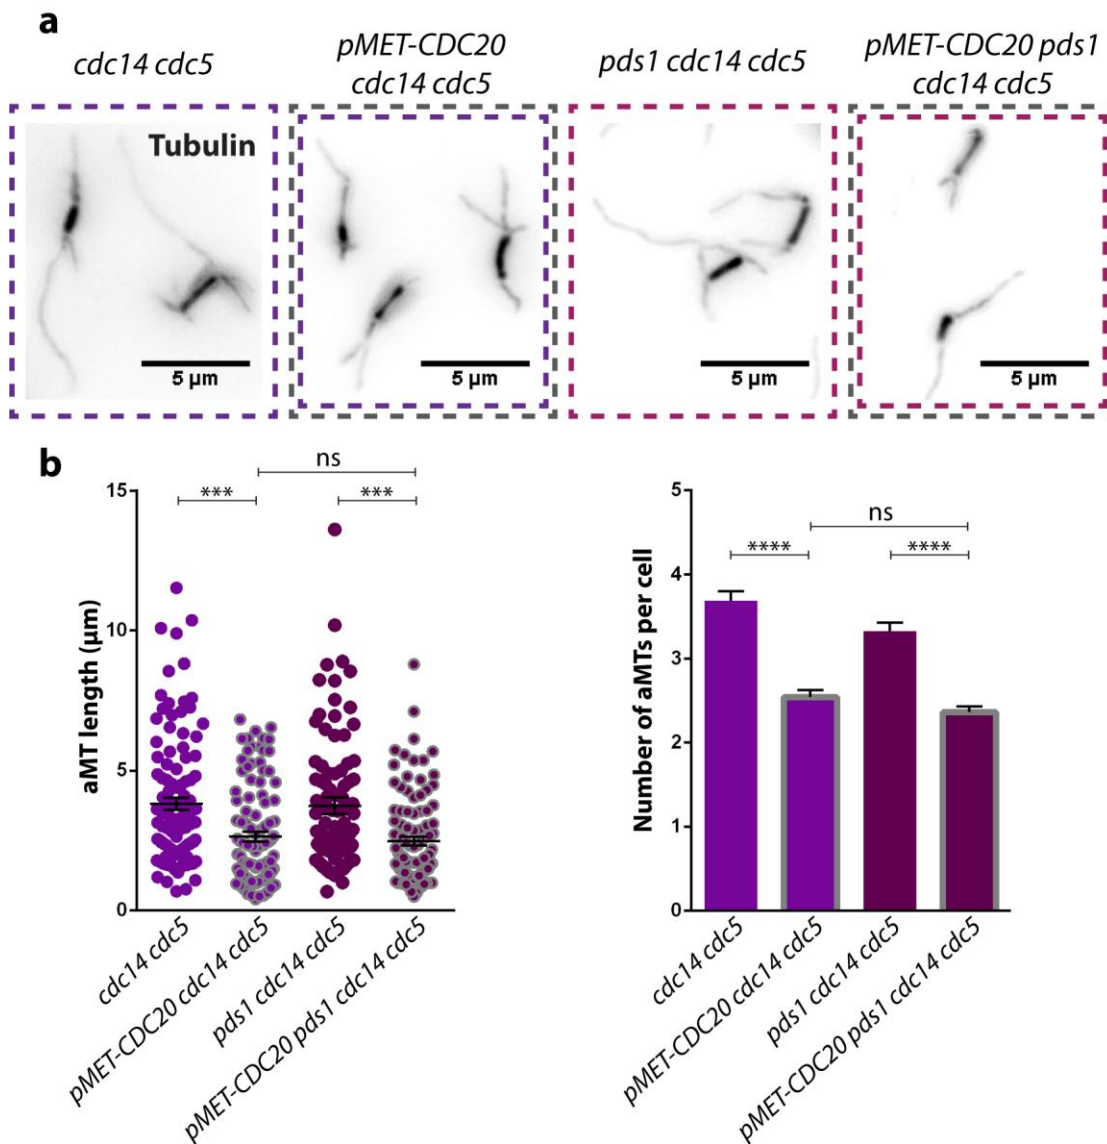 a
cdc14 cdc5
pMET-CDC20
cdc14 cdc5
pds1 cdc14 cdc5
pMET-CDC20 pds1
cdc14 cdc5
Tubulin
5 µm
5 µm
5 µm
5 µm
b
ns
***
***
15
10
5
0
aMT length (µm)
cdc14 cdc5
pMET-CDC20 cdc14 cdc5
pds1 cdc14 cdc5
pMET-CDC20 pds1 cdc14 cdc5
ns
****
****
5
4
3
2
1
0
Number of aMTs per cell
cdc14 cdc5
pMET-CDC20 cdc14 cdc5
pds1 cdc14 cdc5
pMET-CDC20 pds1 cdc14 cdc5